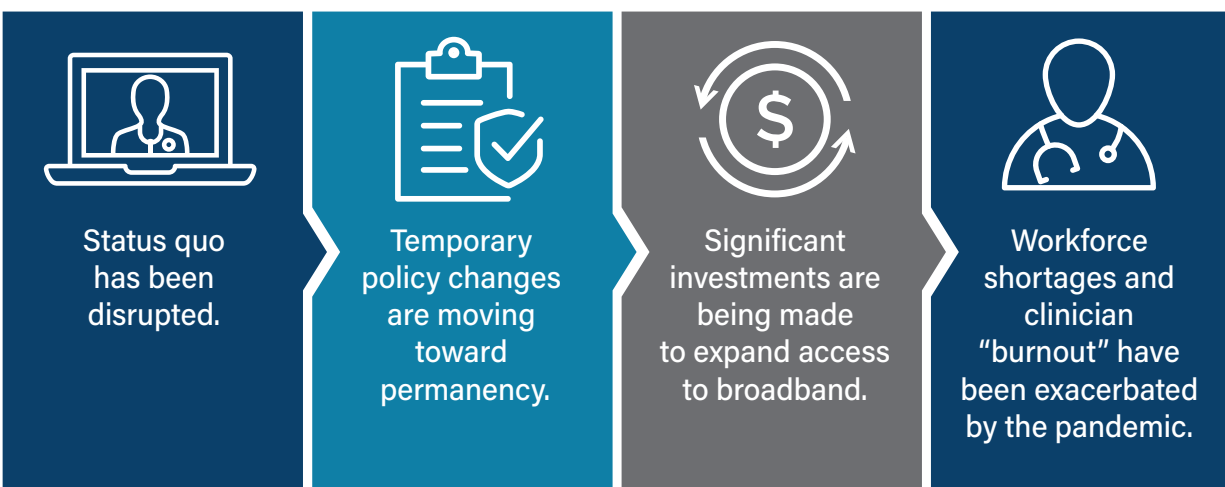 Status quo
has been
disrupted.
Temporary
policy changes
are moving
toward
permanency.
$
Significant
investments are
being made
to expand access
to broadband.
Workforce
shortages and
clinician
“burnout” have
been exacerbated
by the pandemic.